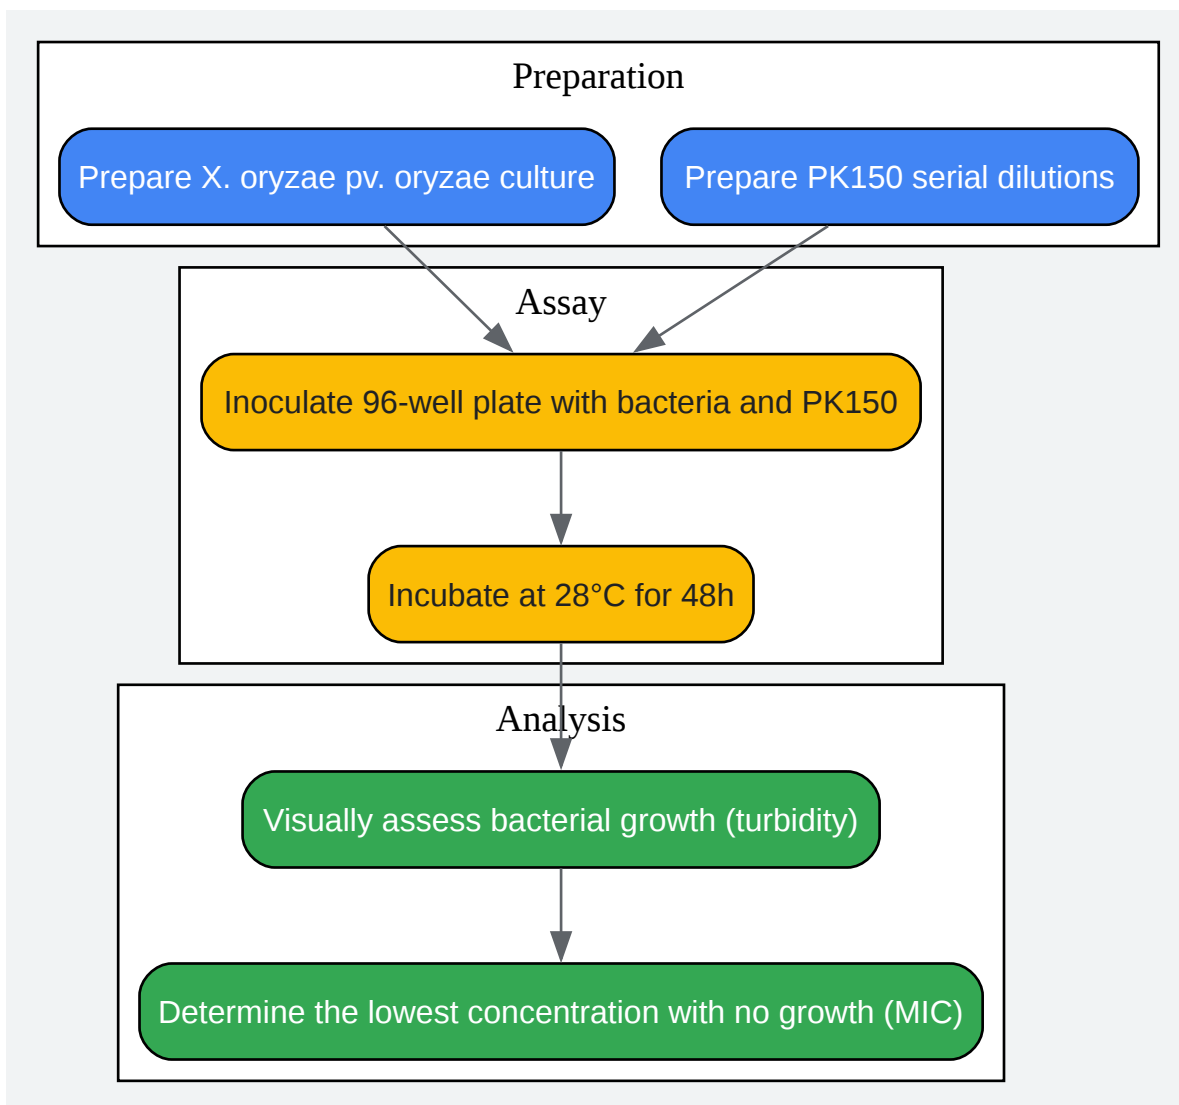 Preparation
Prepare X. oryzae pv. oryzae culture
Prepare PK150 serial dilutions
Assay
Inoculate 96-well plate with bacteria and PK150
Incubate at 28°C for 48h
Analysis
Visually assess bacterial growth (turbidity)
Determine the lowest concentration with no growth (MIC)